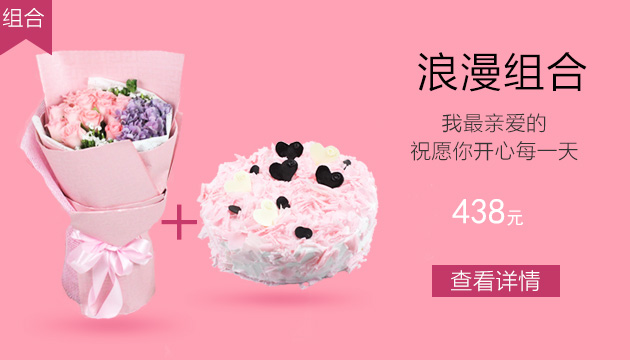 组合
浪漫组合
我最亲爱的
祝愿你开心每一天
438元
查看详情